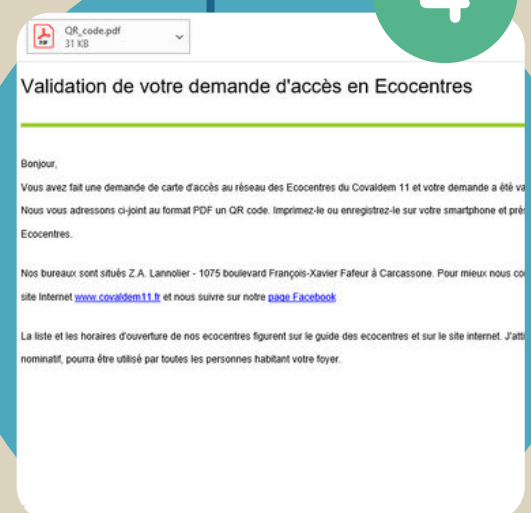 4
QR_code.pdf
31 KB
Validation de votre demande d'accès en Ecocentres
Bonjour,
Vous avez fait une demande de carte d'accès au réseau des Ecocentres du Covaldem 11 et votre demande a été va
Nous vous adressons ci-joint au format PDF un QR code. Imprimez-le ou enregistrez-le sur votre smartphone et prés
Ecocentres.
Nos bureaux sont situés Z.A. Lannolier - 1075 boulevard François-Xavier Fafeur à Carcassone. Pour mieux nous co
site Internet www.covaldem11.fr et nous suivre sur notre page Facebook
La liste et les horaires d'ouverture de nos ecocentres figurent sur le guide des ecocentres et sur le site internet. J'atti
nominatif, pourra être utilisé par toutes les personnes habitant votre foyer.